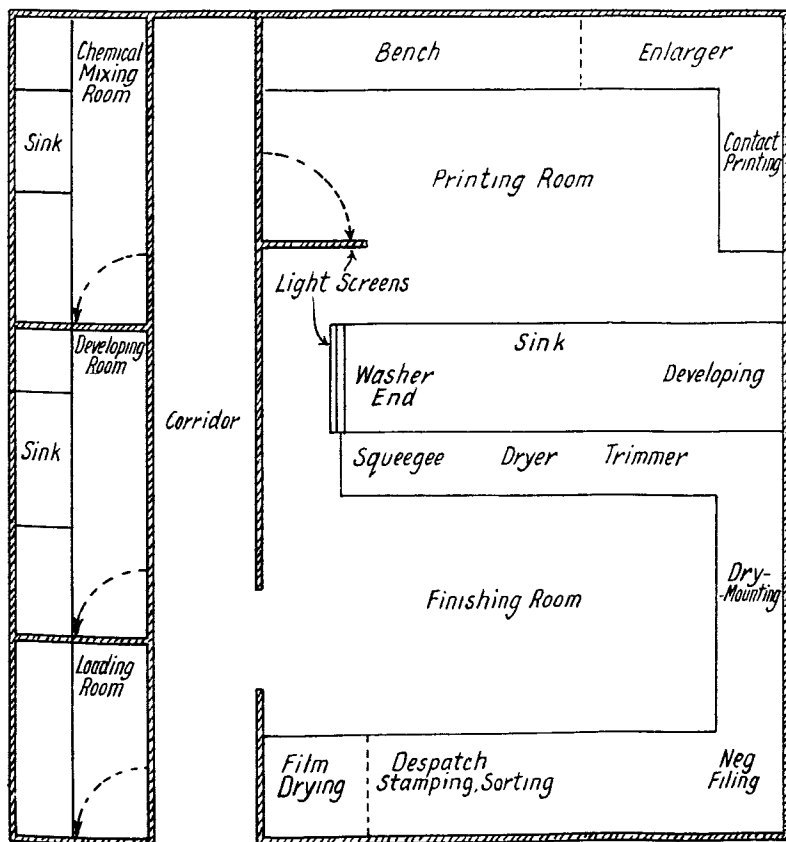 Chemical
Mixing
Room
Sink
Developing
Room
Sink
Loading
Room
Corridor
Bench
Enlarger
Contact
Printing
Printing Room
Light Screens
Sink
Washer
End
Developing
Squeegee
Dryer
Trimmer
Dry-
-Mounting
Finishing Room
Film
Drying
Despatch
Stamping, Sorting
Neg
Filing